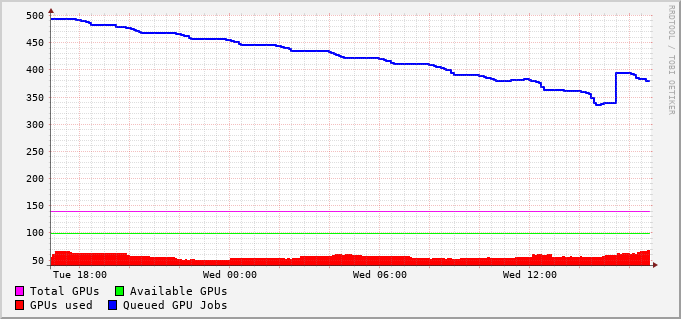 500
450
400
350
300
250
200
150
100
50
Tue 18:00 Wed 00:00 Wed 06:00 Wed 12:00
Total GPUs Available GPUs
GPUs used Queued GPU Jobs
RRDTOOL / TOBI OETIKER